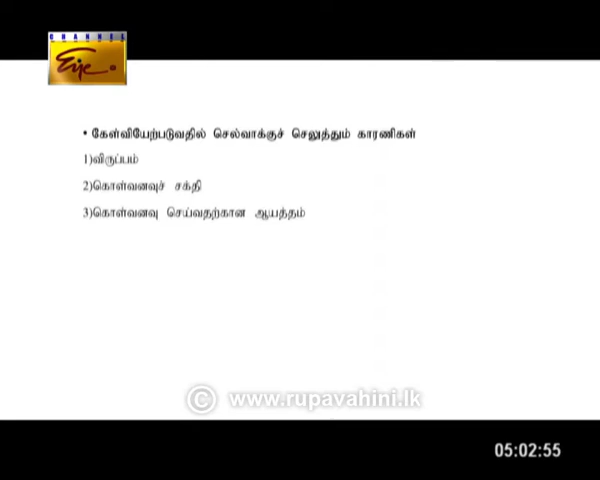 CHANNEL
Eye
• கேள்வியேற்படுவதில் செல்வாக்குச் செலுத்தும் காரணிகள்
1)விருப்பம்
2)கொள்வனவுச் சக்தி
3)கொள்வனவு செய்வதற்கான ஆயத்தம்
© www.rupavahini.lk
05:02:55